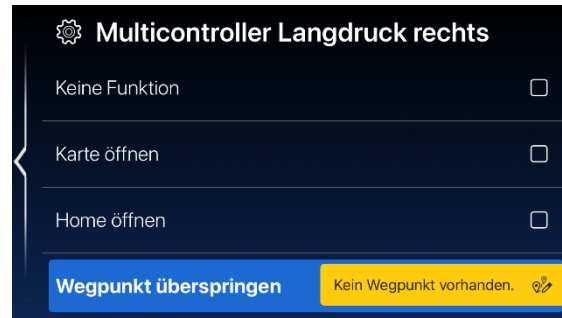 Multicontroller Langdruck rechts
Keine Funktion
Karte öffnen
Home öffnen
Wegpunkt überspringen
Kein Wegpunkt vorhanden.